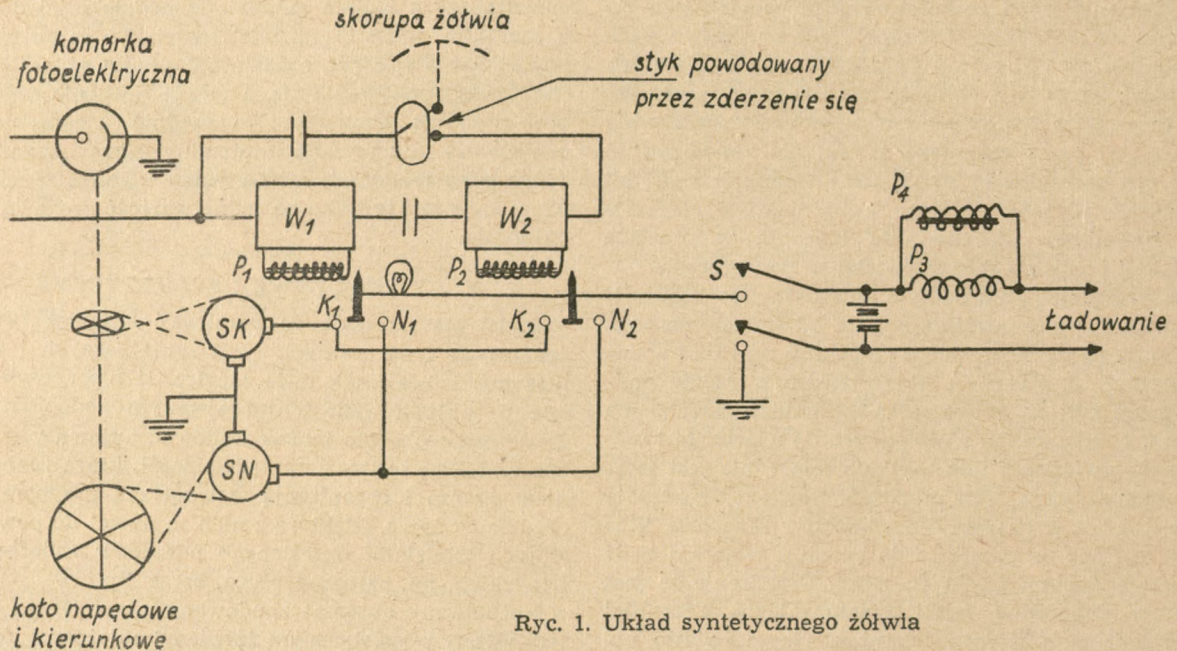 skorupa żółwia
komórka
fotoelektryczna
styk powodowany
przez zderzenie się
W₁
W₂
P₁
P₂
P₄
P₃
S
K₁
N₁
K₂
N₂
SK
Ładowanie
SN
koło napędowe
i kierunkowe
Ryc. 1. Układ syntetycznego żółwia